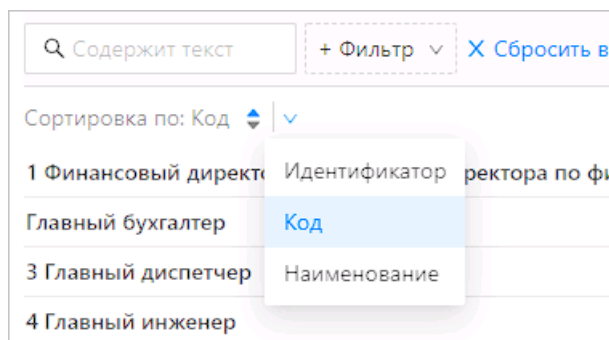 Содержит текст + Фильтр Сбросить в
Сортировка по: Код
1 Финансовый директ Идентификатор ректора по фи
Главный бухгалтер Код
3 Главный диспетчер Наименование
4 Главный инженер